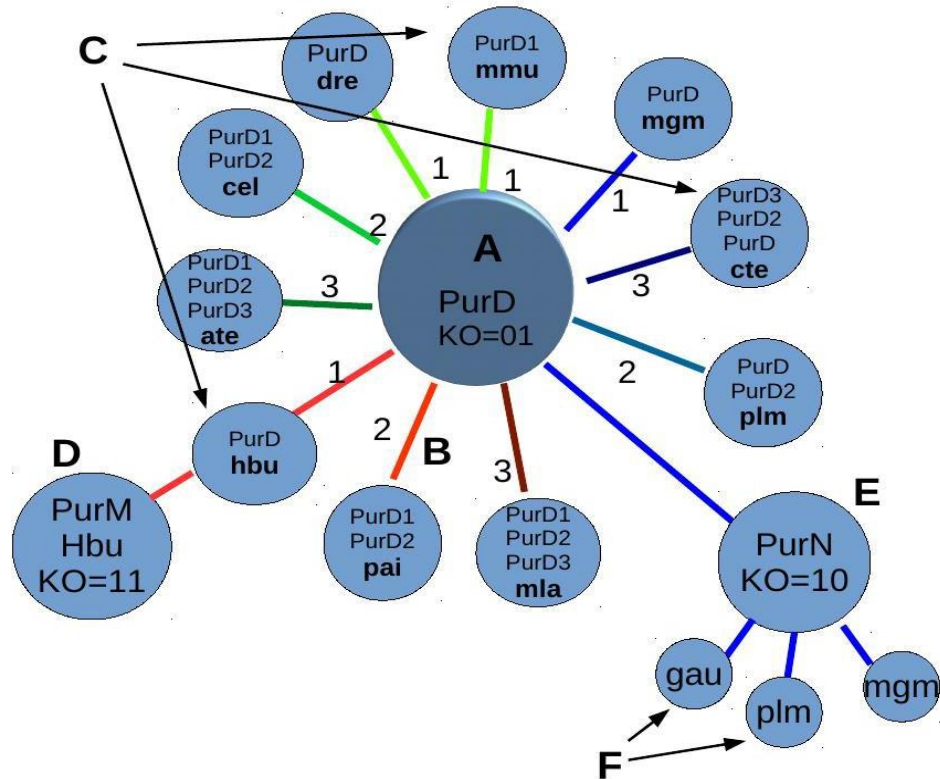 C
PurD
dre
PurD1
mmu
PurD
mgm
PurD1
PurD2
cel
1
1
1
2
PurD3
PurD2
PurD
cte
A
PurD
KO=01
PurD1
PurD2
PurD3
ate
3
3
1
2
PurD
PurD2
plm
D
PurD
hbu
2
B
3
PurM
Hbu
KO=11
PurD1
PurD2
pai
PurD1
PurD2
PurD3
mla
E
PurN
KO=10
gau
plm
mgm
F